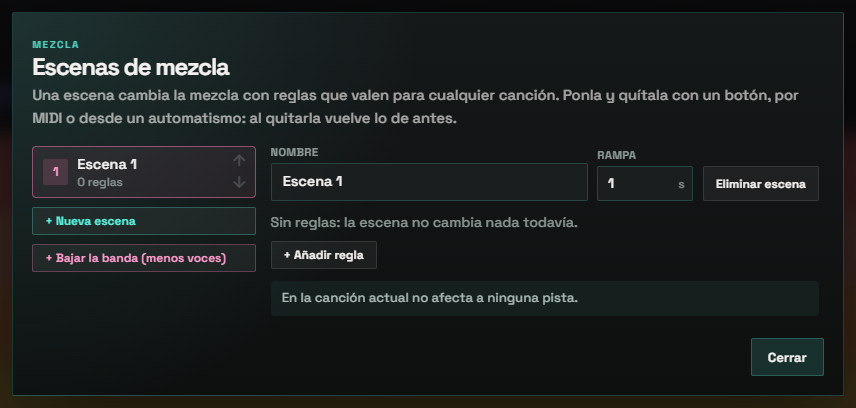 MEZCLA
Escenas de mezcla
Una escena cambia la mezcla con reglas que valen para cualquier canción. Ponla y quítala con un botón, por
MIDI o desde un automatismo: al quitarla vuelve lo de antes.
1
Escena 1
0 reglas
+ Nueva escena
+ Bajar la banda (menos voces)
NOMBRE
Escena 1
RAMPA
1 s
Eliminar escena
Sin reglas: la escena no cambia nada todavía.
+ Añadir regla
En la canción actual no afecta a ninguna pista.
Cerrar